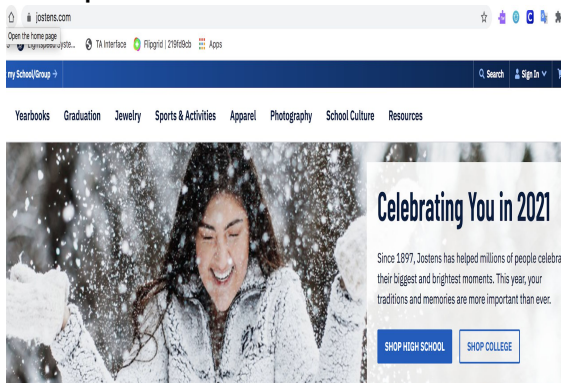 jostens.com
Open the home page
TA Interface Flipgrid | 219fd9cb Apps
my School/Group → Search Sign In
Yearbooks Graduation Jewelry Sports & Activities Apparel Photography School Culture Resources
Celebrating You in 2021
Since 1897, Jostens has helped millions of people celebra
their biggest and brightest moments. This year, your
traditions and memories are more important than ever.
SHOP HIGH SCHOOL SHOP COLLEGE